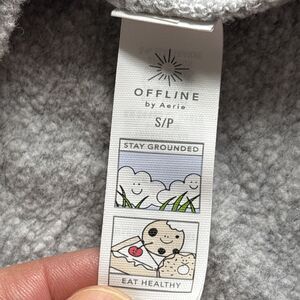 OFFLINE
by Aerie
S/P
STAY GROUNDED
EAT HEALTHY